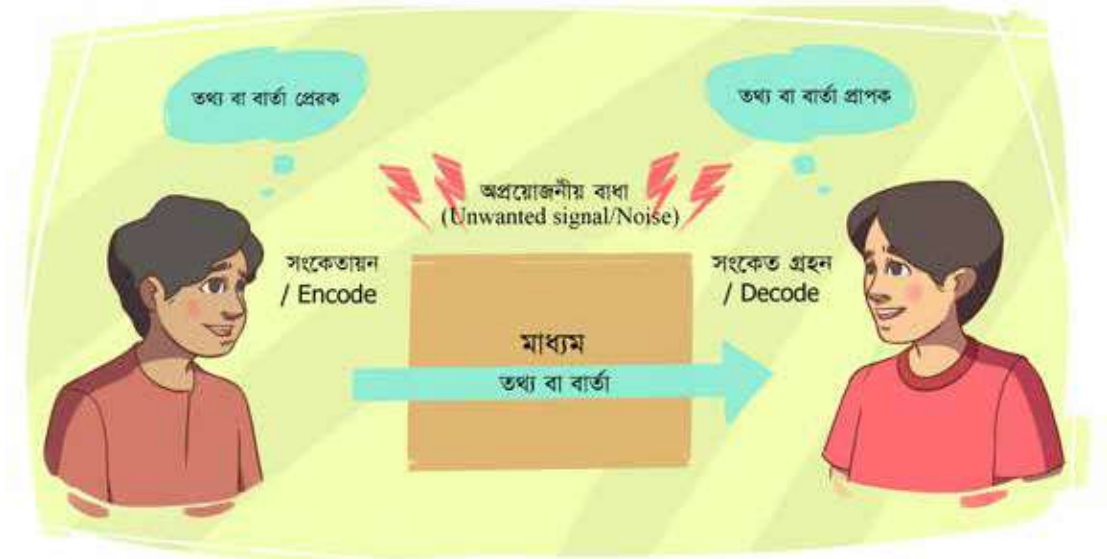 তথ্য বা বার্তা প্রেরক
তথ্য বা বার্তা প্রাপক
অপ্রয়োজনীয় বাধা
(Unwanted signal/Noise)
সংকেতায়ন
/ Encode
সংকেত গ্রহন
/ Decode
মাধ্যম
তথ্য বা বার্তা